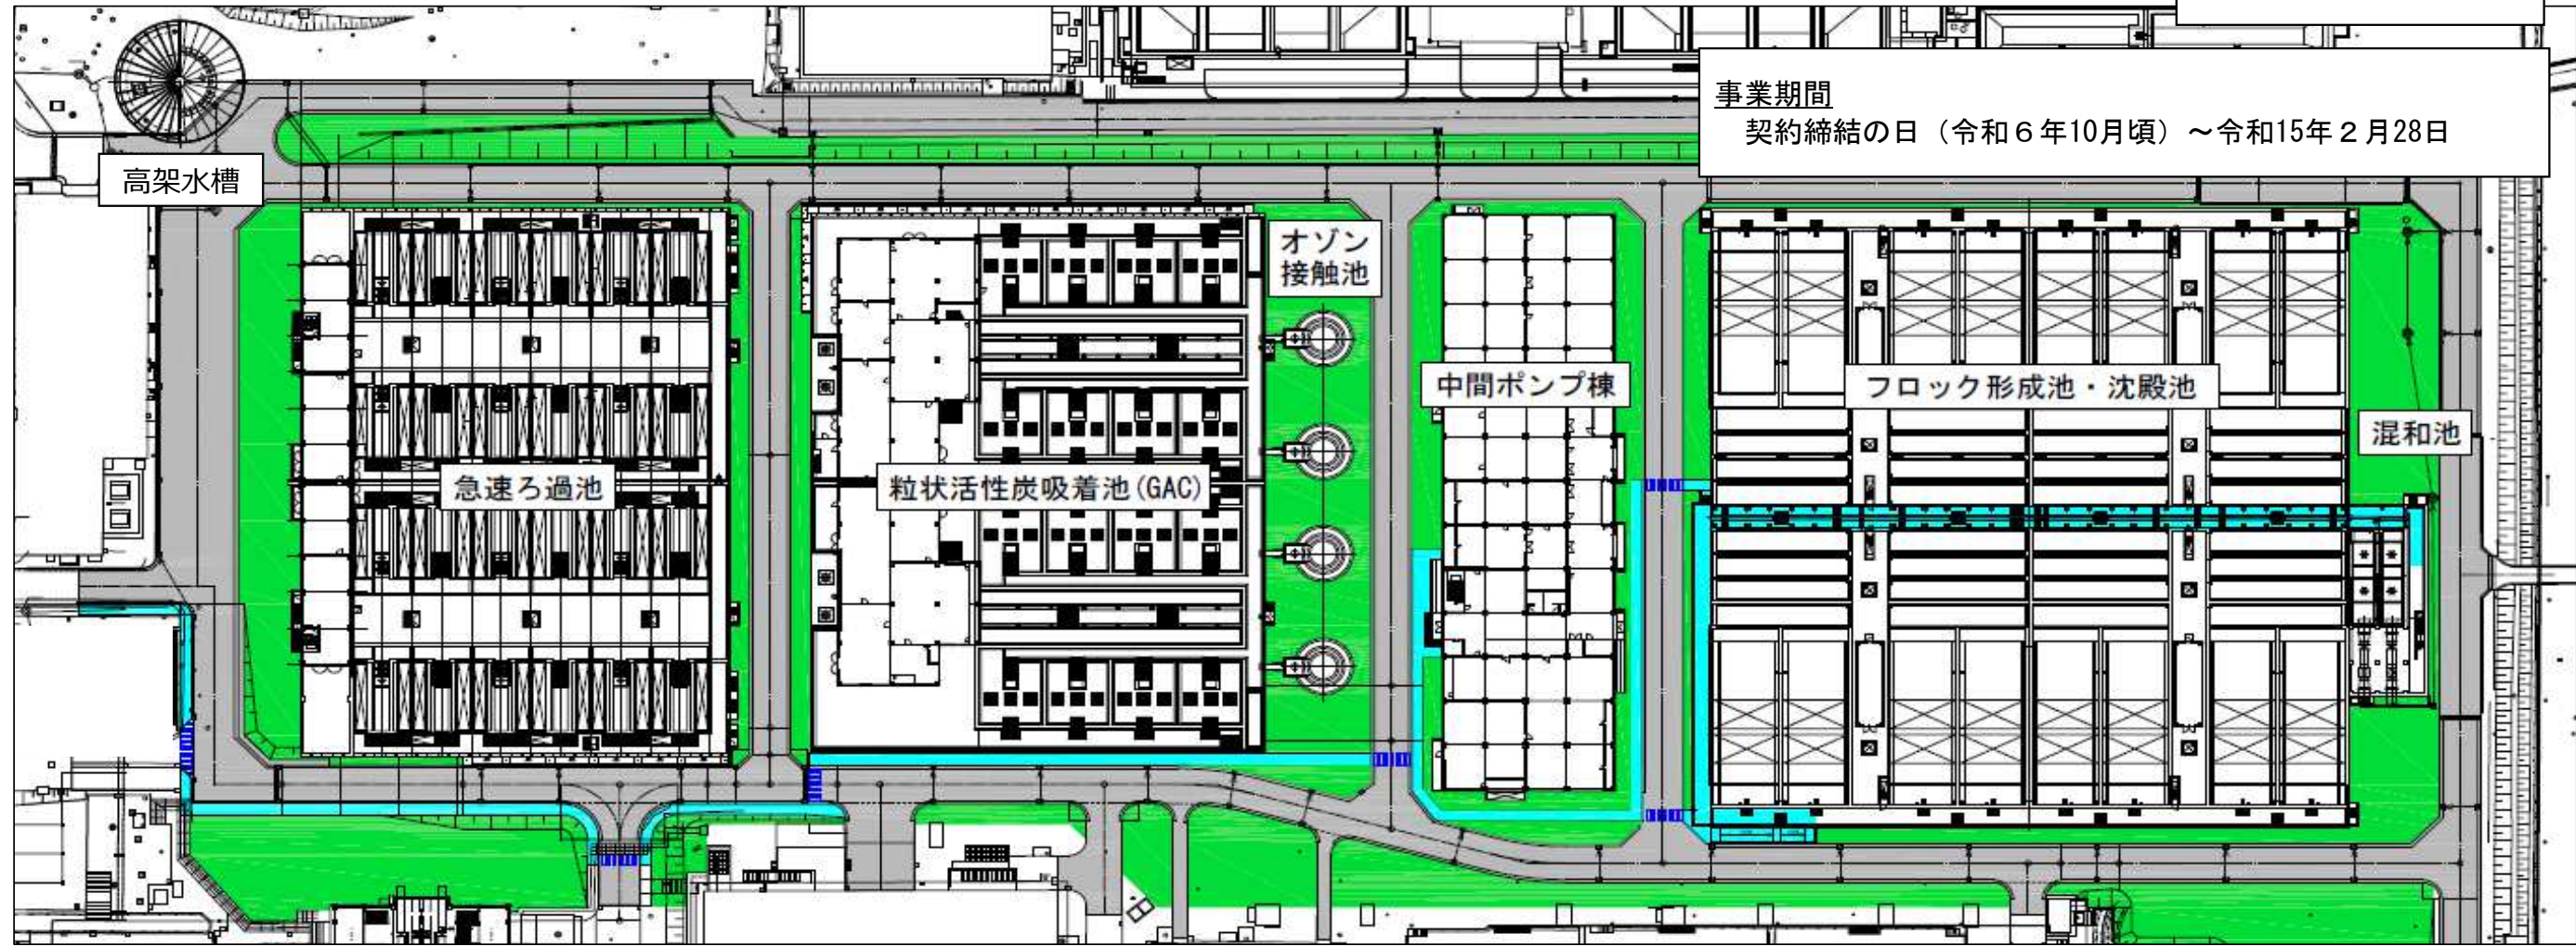 事業期間
契約締結の日（令和６年10月頃）～令和15年２月28日
高架水槽
オゾン
接触池
中間ポンプ棟
フロック形成池・沈殿池
混和池
急速ろ過池
粒状活性炭吸着池(GAC)